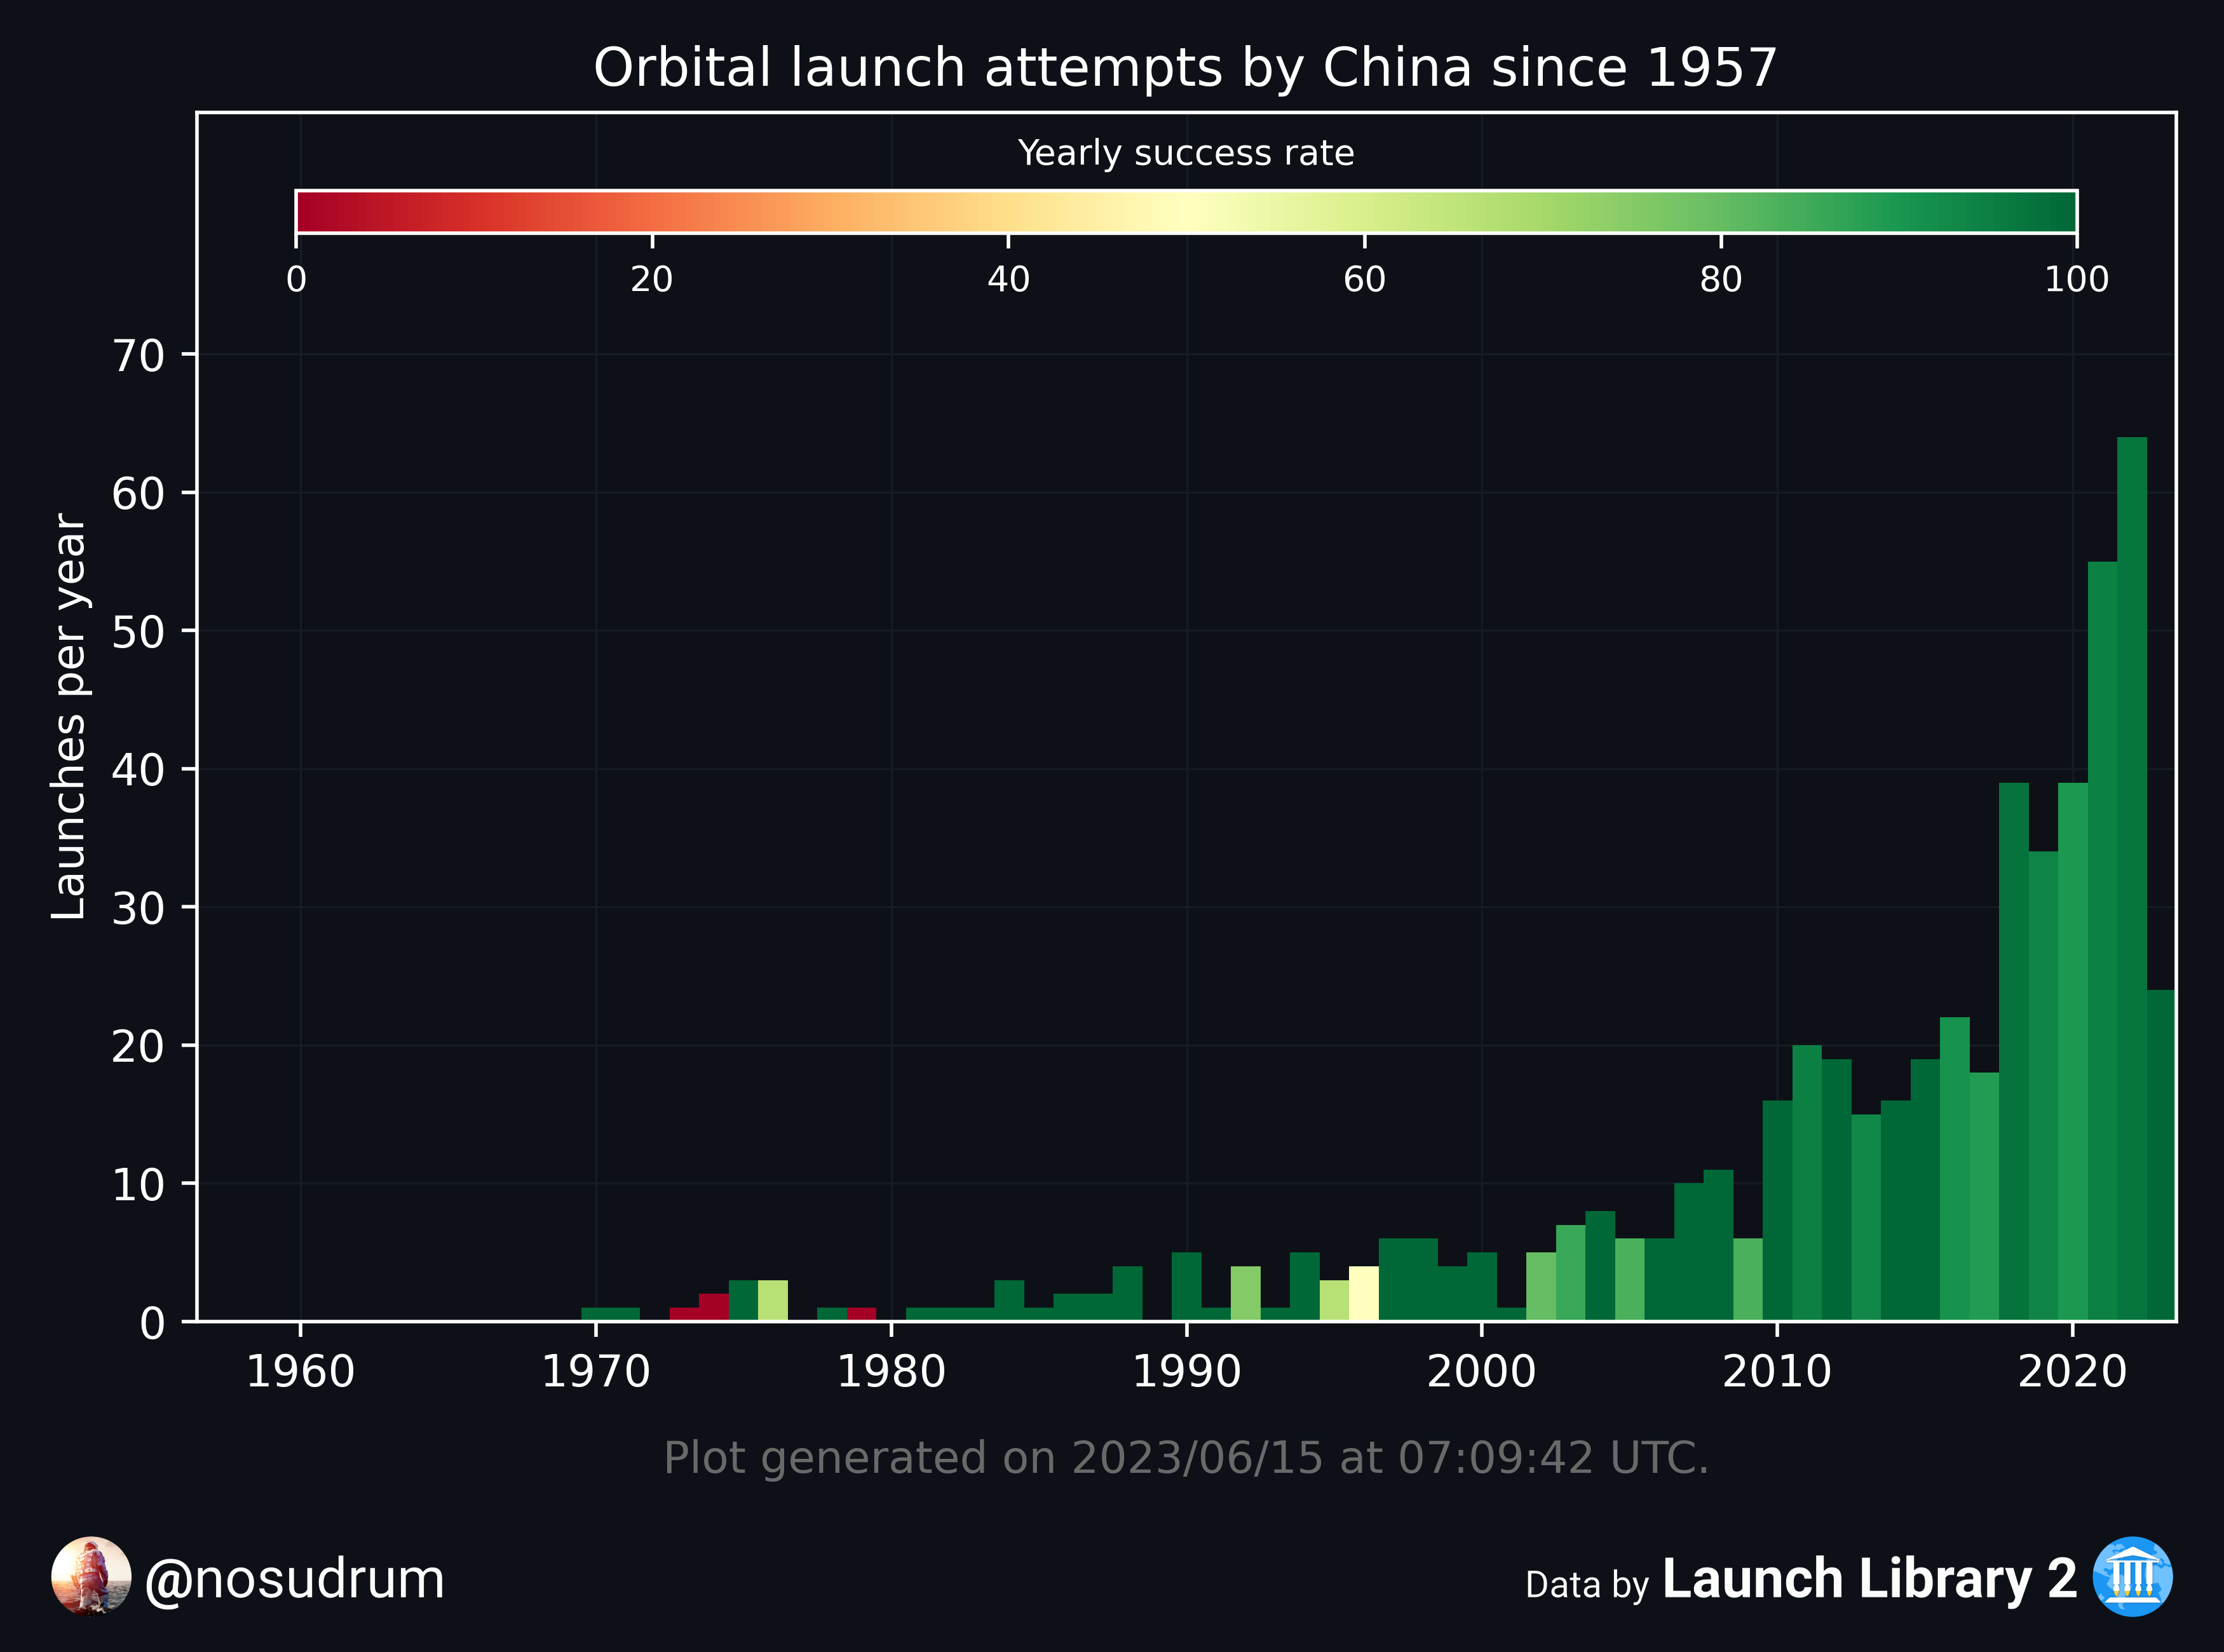 Orbital launch attempts by China since 1957
Yearly success rate
0 20 40 60 80 100
Launches per year
70
60
50
40
30
20
10
0
1960 1970 1980 1990 2000 2010 2020
Plot generated on 2023/06/15 at 07:09:42 UTC.
@nosudrum
Data by Launch Library 2